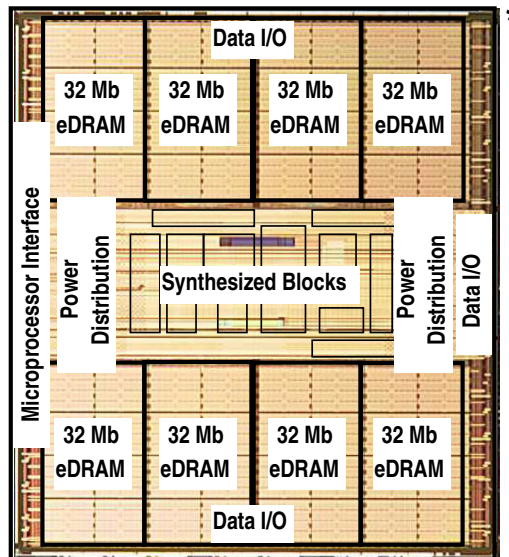 Data I/O
32 Mb
eDRAM
32 Mb
eDRAM
32 Mb
eDRAM
32 Mb
eDRAM
Microprocessor Interface
Power
Distribution
Synthesized Blocks
Power
Distribution
Data I/O
32 Mb
eDRAM
32 Mb
eDRAM
32 Mb
eDRAM
32 Mb
eDRAM
Data I/O